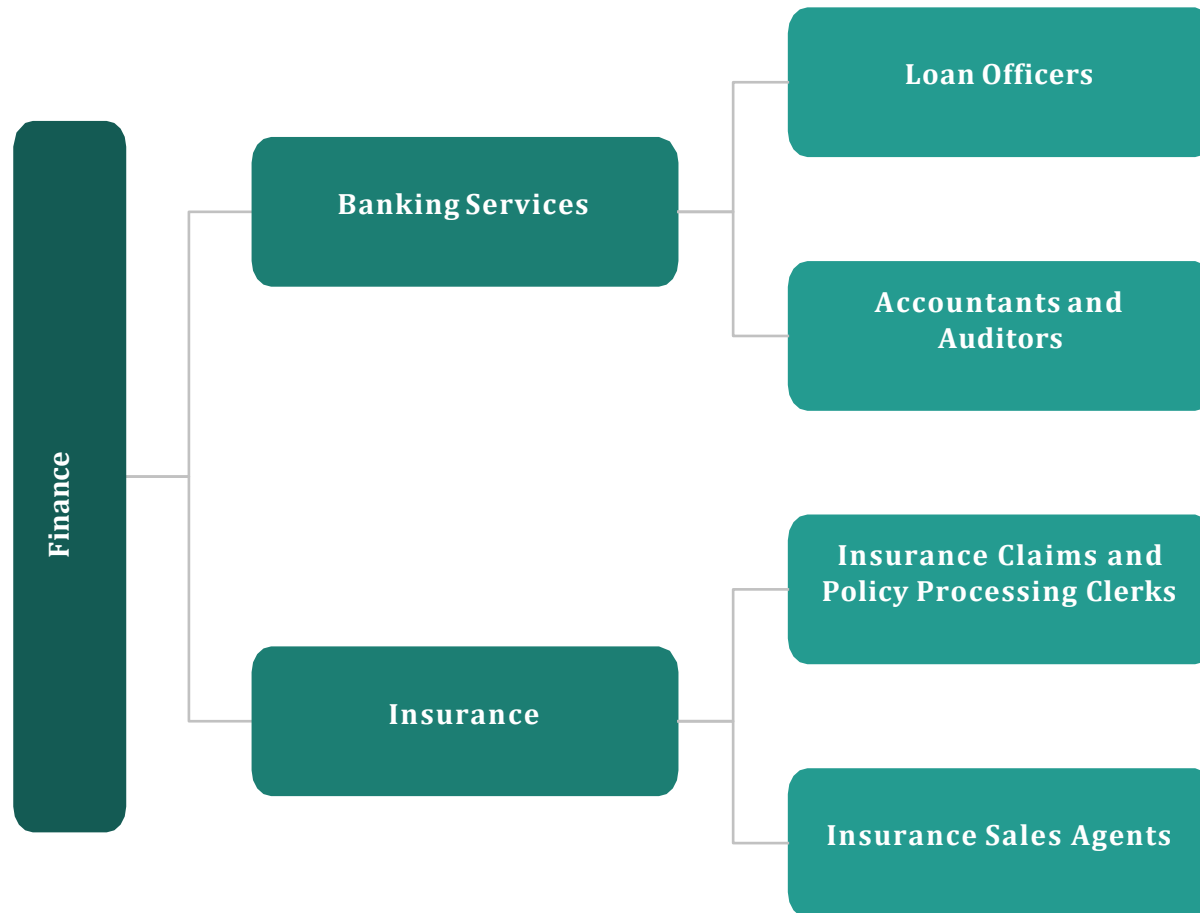 Finance
Banking Services
Loan Officers
Accountants and
Auditors
Insurance
Insurance Claims and
Policy Processing Clerks
Insurance Sales Agents